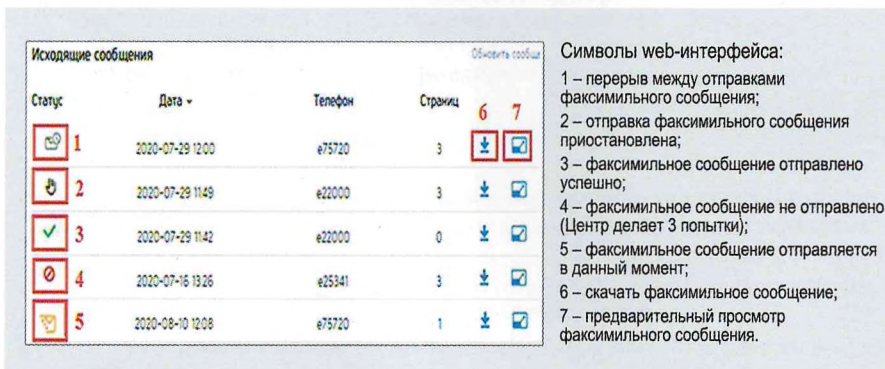 Исходящие сообщения
Статус Дата Телефон Страниц 6 7
1 2020-07-29 12:00 e75720 3
2 2020-07-29 11:49 e22000 3
3 2020-07-29 11:42 e22000 0
4 2020-07-16 13:26 e25341 3
5 2020-08-10 12:08 e75720 1
Обновить сообще
Символы web-интерфейса:
1 – перерыв между отправками
факсимильного сообщения;
2 – отправка факсимильного сообщения
приостановлена;
3 – факсимильное сообщение отправлено
успешно;
4 – факсимильное сообщение не отправлено
(Центр делает 3 попытки);
5 – факсимильное сообщение отправляется
в данный момент;
6 – скачать факсимильное сообщение;
7 – предварительный просмотр
факсимильного сообщения.